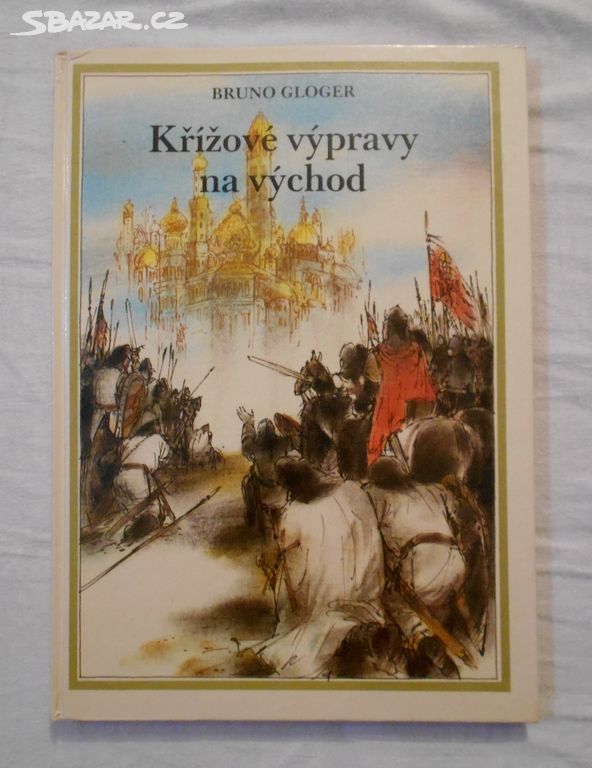 SBAZAR.CZ
BRUNO GLOGER
Křížové výpravy
na východ